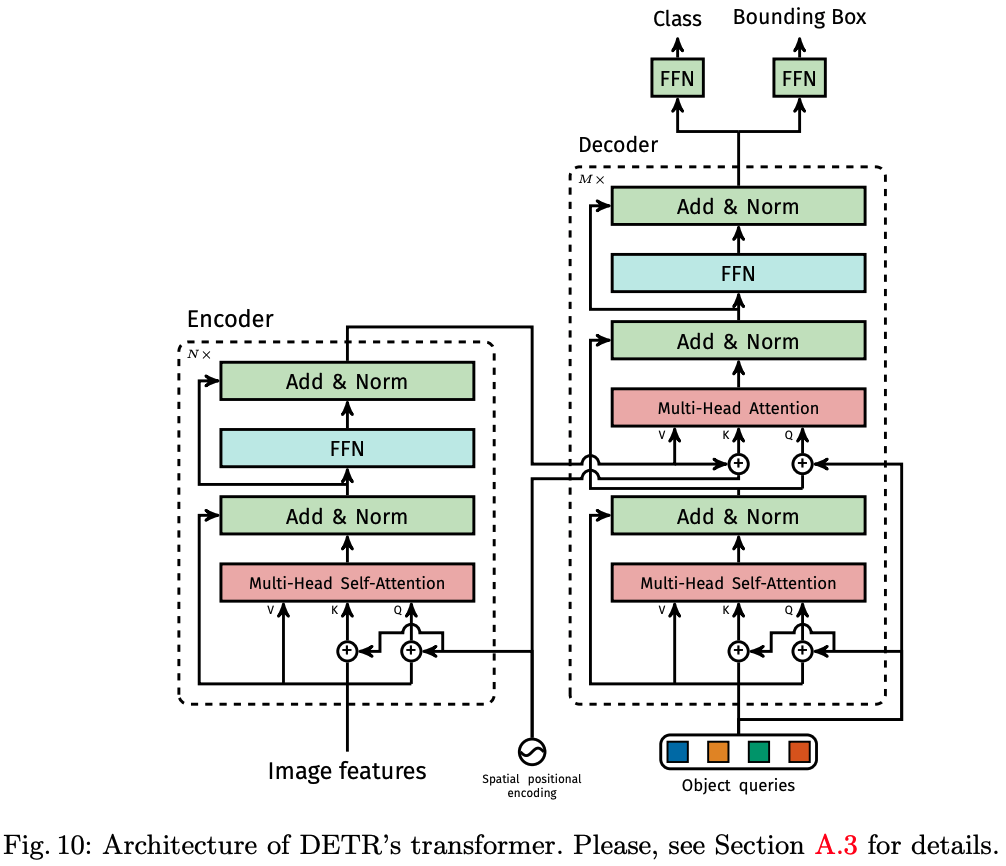 Class Bounding Box
FFN FFN
Decoder
M ×
Add & Norm
FFN
Add & Norm
Multi-Head Attention
V K Q
Add & Norm
Multi-Head Self-Attention
V K Q
Object queries
Encoder
N ×
Add & Norm
FFN
Add & Norm
Multi-Head Self-Attention
V K Q
Image features
Spatial positional
encoding
Fig. 10: Architecture of DETR's transformer. Please, see Section A.3 for details.